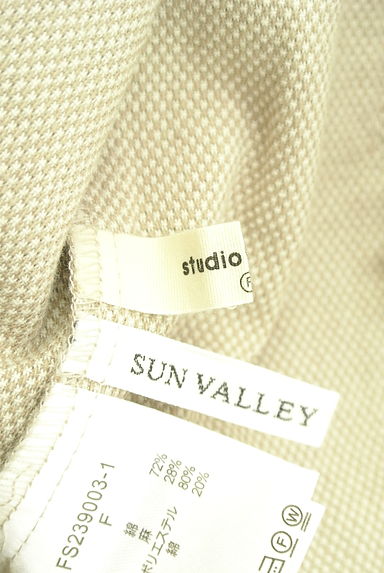 studio
F
SUN VALLEY
FS239003-1
F
綿 72%
麻 28%
ポリエステル 80%
綿 20%
W
F